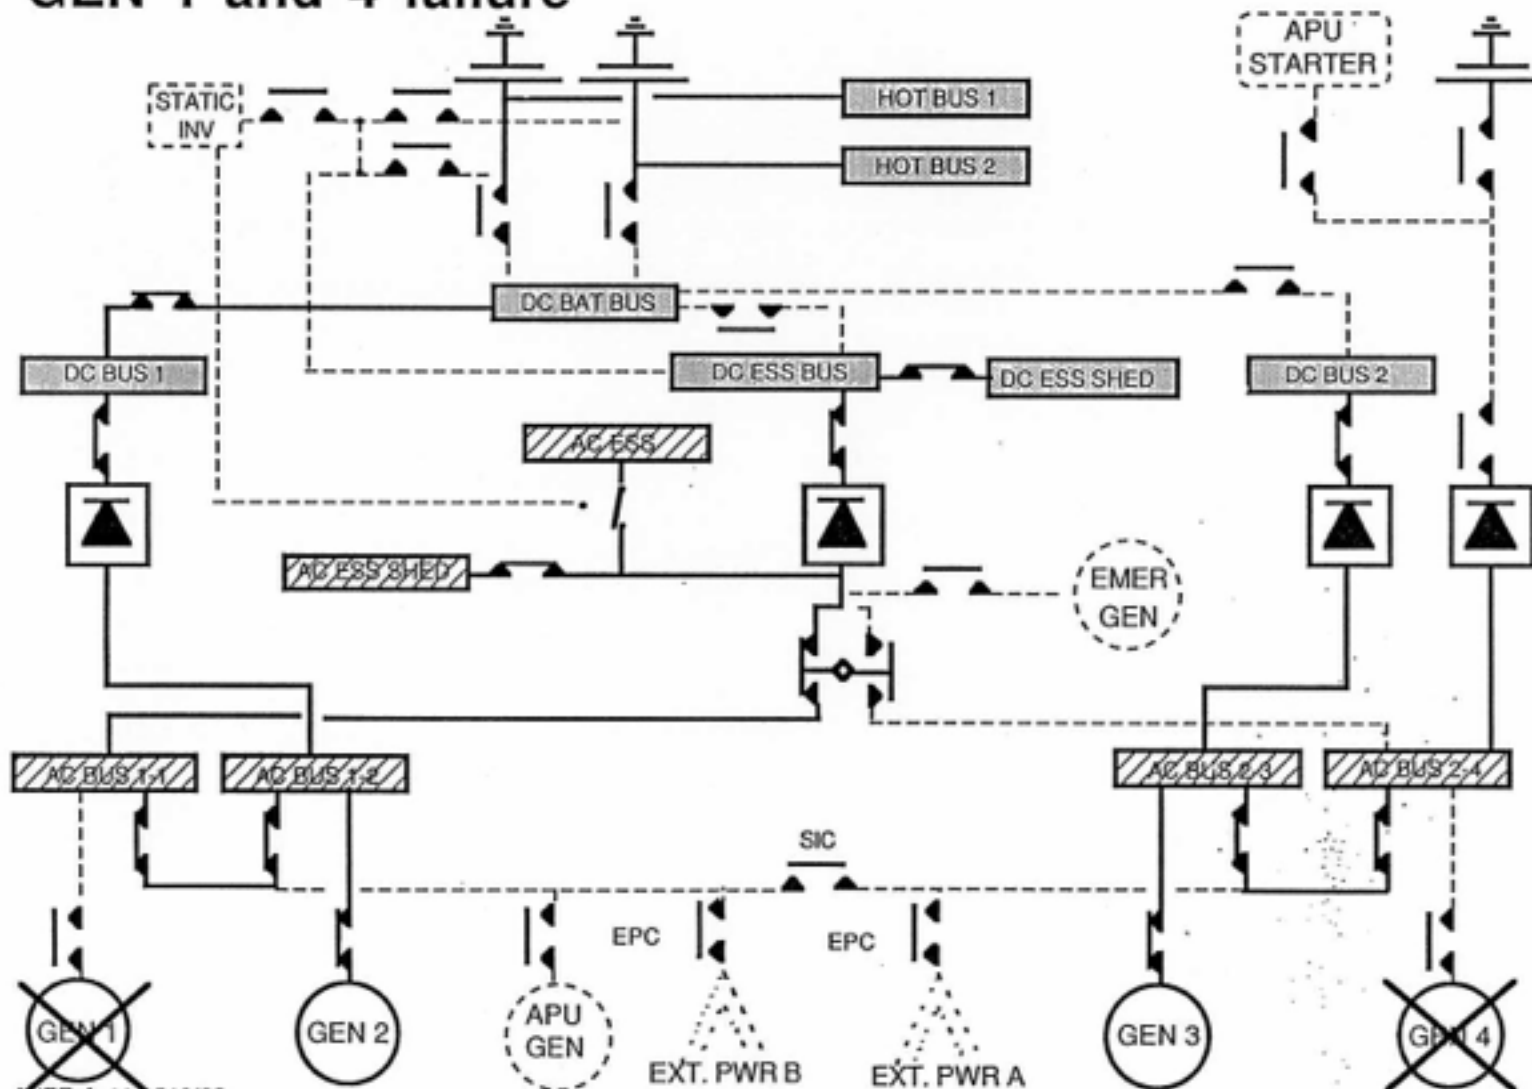 GEN 1 and 4 failure
APU
STARTER
STATIC
INV
HOT BUS 1
HOT BUS 2
DC BAT BUS
DC BUS 1
DC ESS BUS
DC ESS SHED
DC BUS 2
AC ESS
AC ESS SHED
EMER
GEN
AC BUS 1-1
AC BUS 1-2
AC BUS 2-3
AC BUS 2-4
SIC
EPC
EPC
GEN 1
GEN 2
APU
GEN
GEN 3
GEN 4
EXT. PWR B
EXT. PWR A